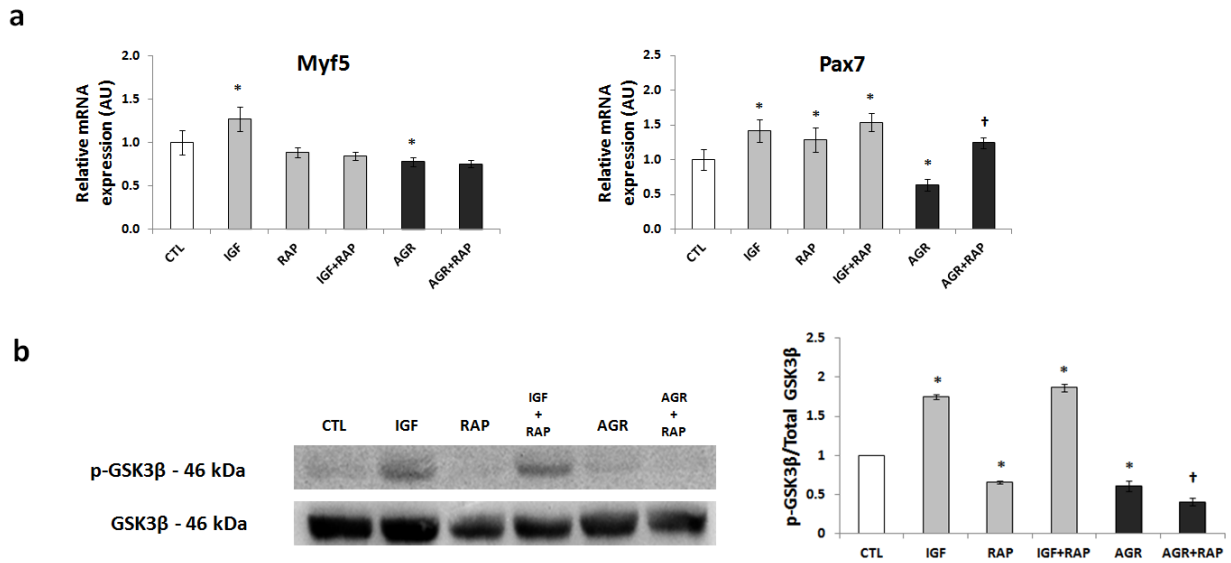 a
Myf5
Relative mRNA
expression (AU)
2.0
1.5
1.0
0.5
0.0
*
*
CTL
IGF
RAP
IGF+RAP
AGR
AGR+RAP
Pax7
Relative mRNA
expression (AU)
2.5
2.0
1.5
1.0
0.5
0.0
*
*
*
*
†
CTL
IGF
RAP
IGF+RAP
AGR
AGR+RAP
b
CTL
IGF
RAP
IGF
+
RAP
AGR
AGR
+
RAP
p-GSK3β - 46 kDa
GSK3β - 46 kDa
p-GSK3β/Total GSK3β
2.5
2
1.5
1
0.5
0
*
*
*
*
†
CTL
IGF
RAP
IGF+RAP
AGR
AGR+RAP